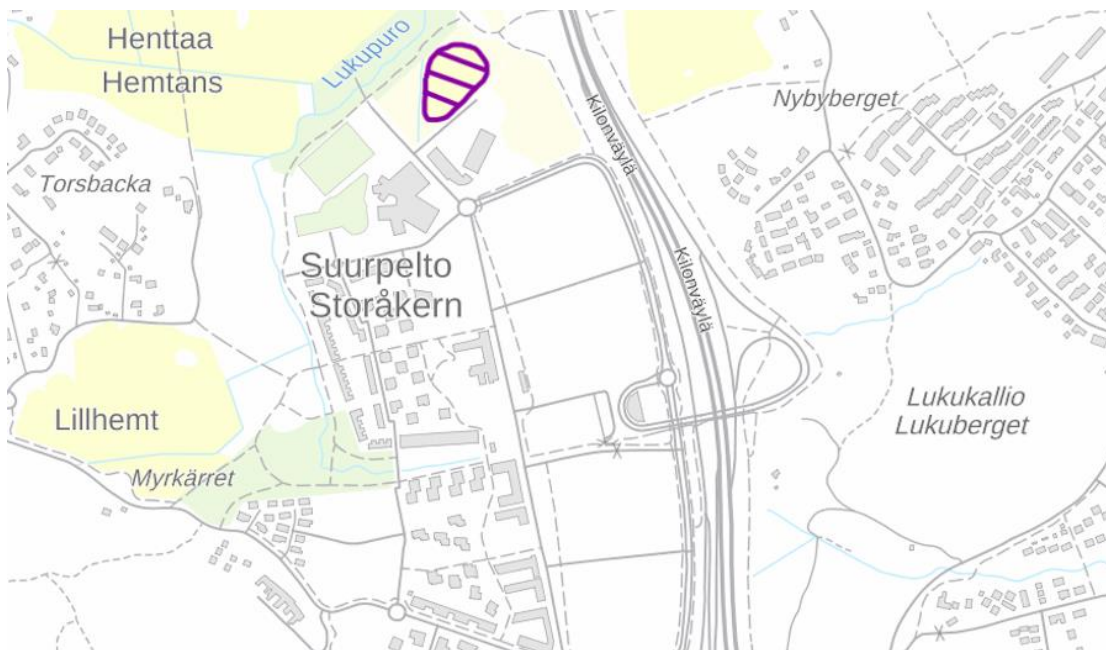 Henttaa
Hemtans
Lukupuro
Kilonväylä
Nybyberget
Torsbacka
Suurpelto
Storåkern
Kilonväylä
Lillhemt
Lukukallio
Lukuberget
Myrkärret